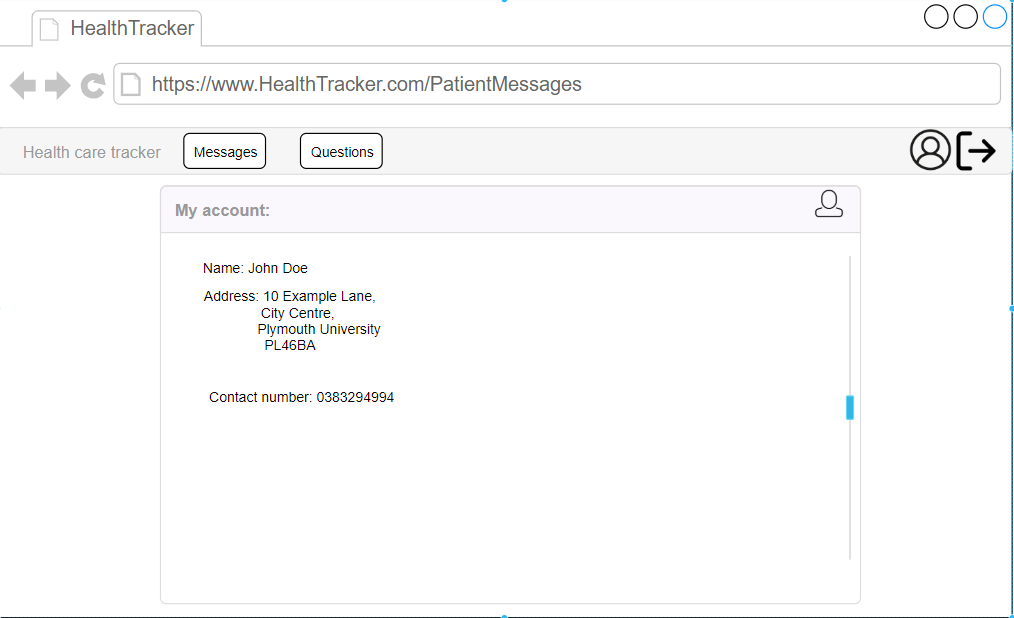 HealthTracker
https://www.HealthTracker.com/PatientMessages
Health care tracker Messages Questions
My account:
Name: John Doe
Address: 10 Example Lane,
City Centre,
Plymouth University
PL46BA
Contact number: 0383294994